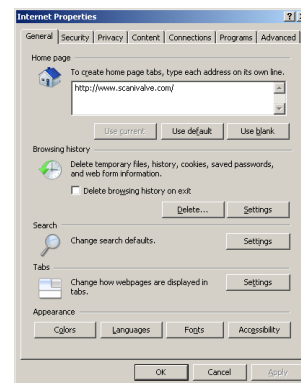 Internet Properties
General Security Privacy Content Connections Programs Advanced
Home page
To create home page tabs, type each address on its own line.
http://www.scanivalve.com/
Use current Use default Use blank
Browsing history
Delete temporary files, history, cookies, saved passwords,
and web form information.
Delete browsing history on exit
Delete... Settings
Search
Change search defaults. Settings
Tabs
Change how webpages are displayed in
tabs. Settings
Appearance
Colors Languages Fonts Accessibility
OK Cancel Apply